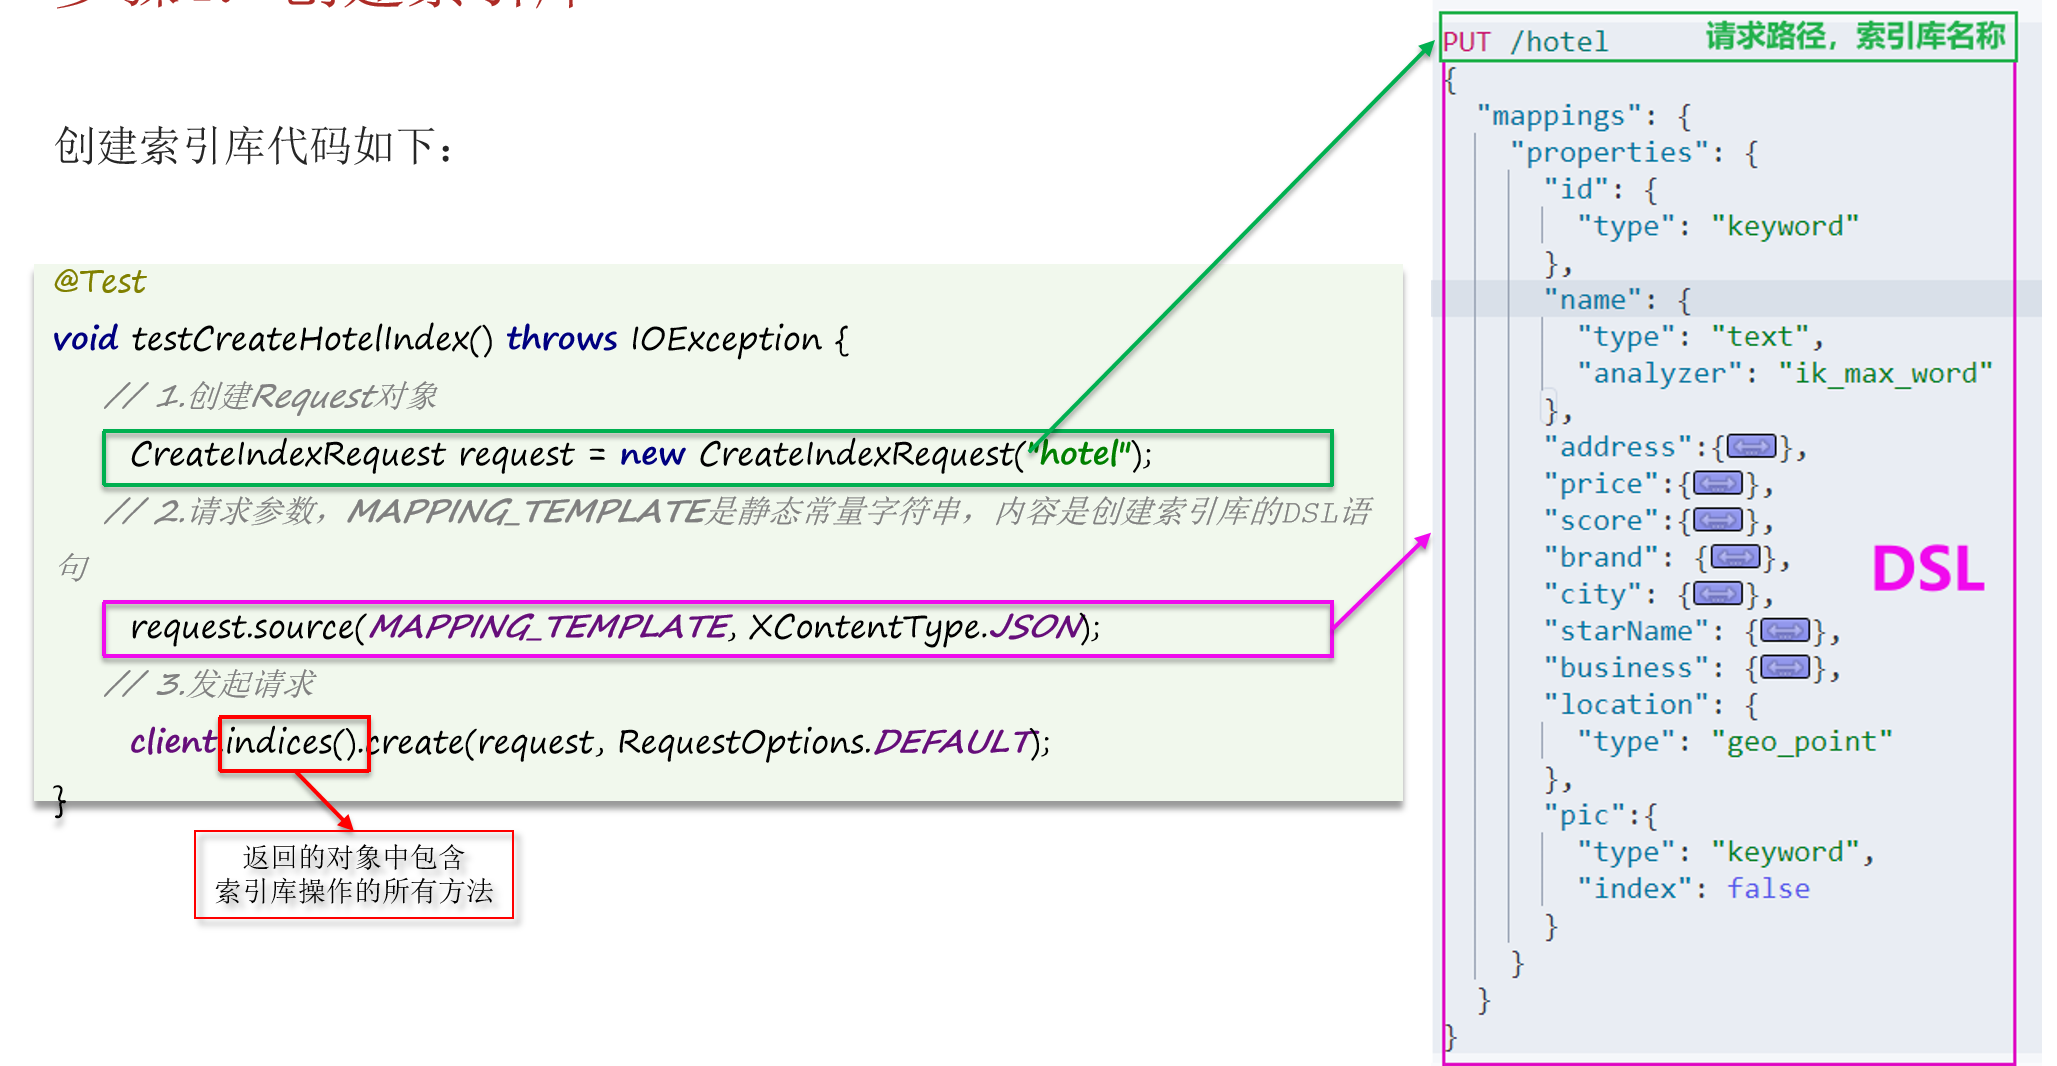 创建索引库代码如下：
@Test
void testCreateHotelIndex() throws IOException {
// 1.创建Request对象
CreateIndexRequest request = new CreateIndexRequest("hotel");
// 2.请求参数，MAPPING_TEMPLATE是静态常量字符串，内容是创建索引库的DSL语
句
request.source(MAPPING_TEMPLATE, XContentType.JSON);
// 3.发起请求
client.indices().create(request, RequestOptions.DEFAULT);
}
返回的对象中包含
索引库操作的所有方法
PUT /hotel 请求路径，索引库名称
{
"mappings": {
"properties": {
"id": {
"type": "keyword"
},
"name": {
"type": "text",
"analyzer": "ik_max_word"
},
"address":{},
"price":{},
"score":{},
"brand": {},
"city": {},
"starName": {},
"business": {},
"location": {
"type": "geo_point"
},
"pic":{
"type": "keyword",
"index": false
}
}
}
}
DSL